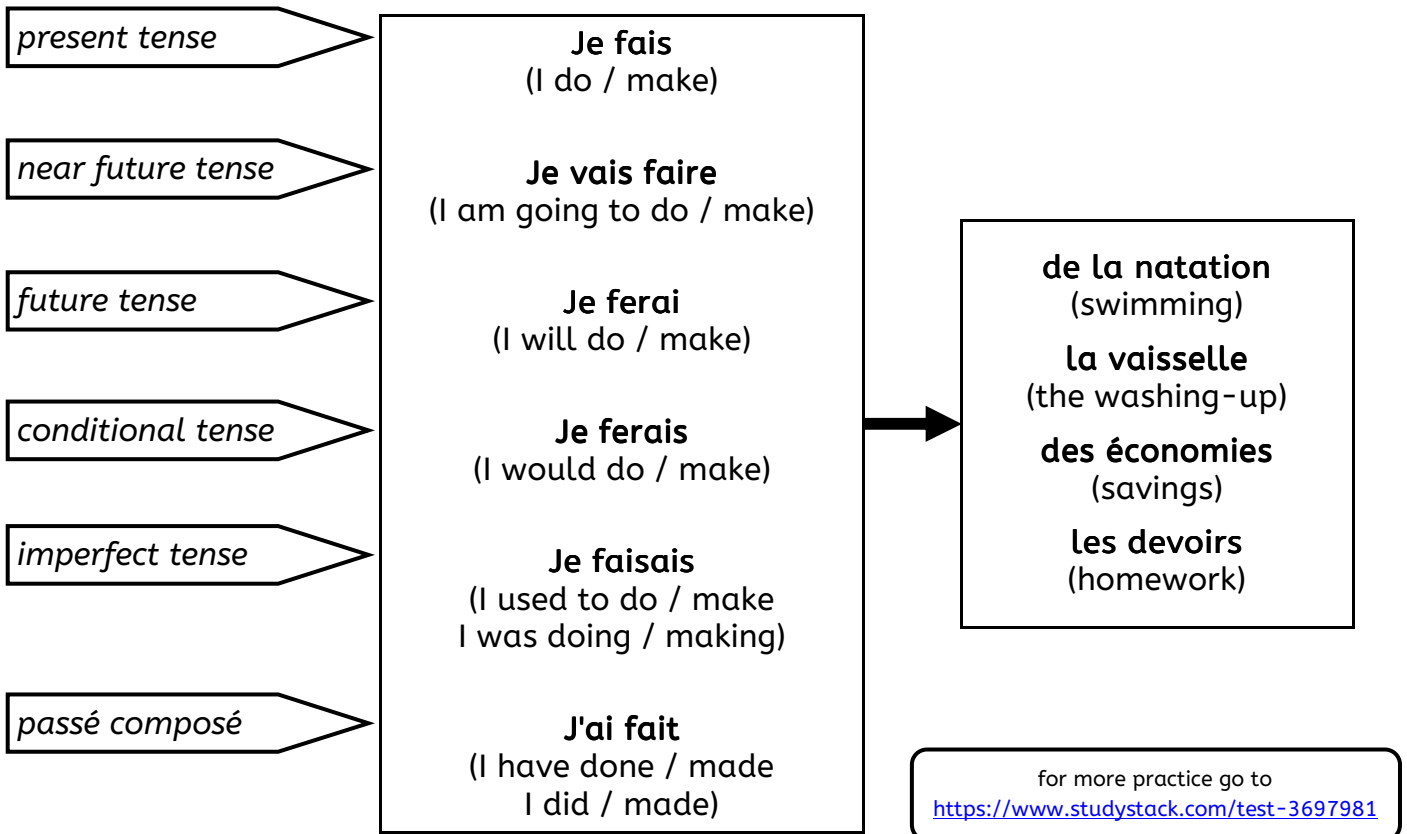 present tense
Je fais
(I do / make)
near future tense
Je vais faire
(I am going to do / make)
future tense
Je ferai
(I will do / make)
conditional tense
Je ferais
(I would do / make)
imperfect tense
Je faisais
(I used to do / make
I was doing / making)
passé composé
J'ai fait
(I have done / made
I did / made)
de la natation
(swimming)
la vaisselle
(the washing-up)
des économies
(savings)
les devoirs
(homework)
for more practice go to
https://www.studystack.com/test-3697981